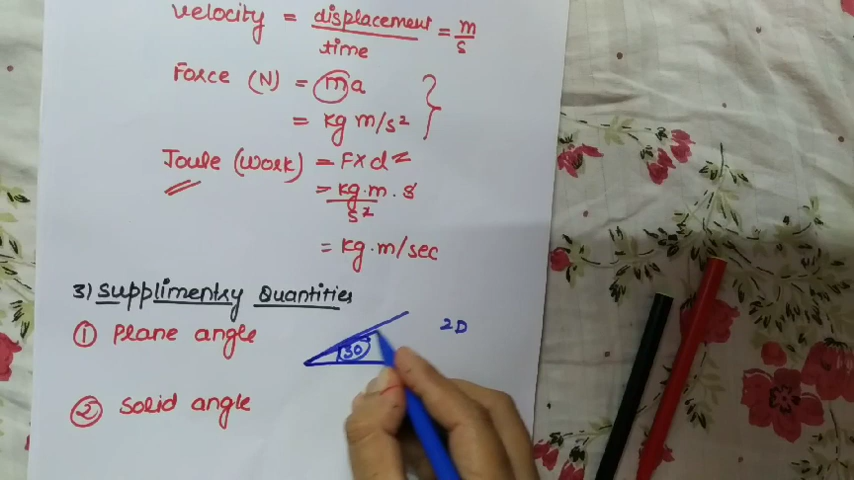 velocity = displacement / time = m/s
Force (N) = ma
= kg m/s²
Joule (work) = F×d
= kg.m/s² . s
= kg.m/sec
3) Supplimentry Quantities
① Plane angle
30°
2D
② Solid angle